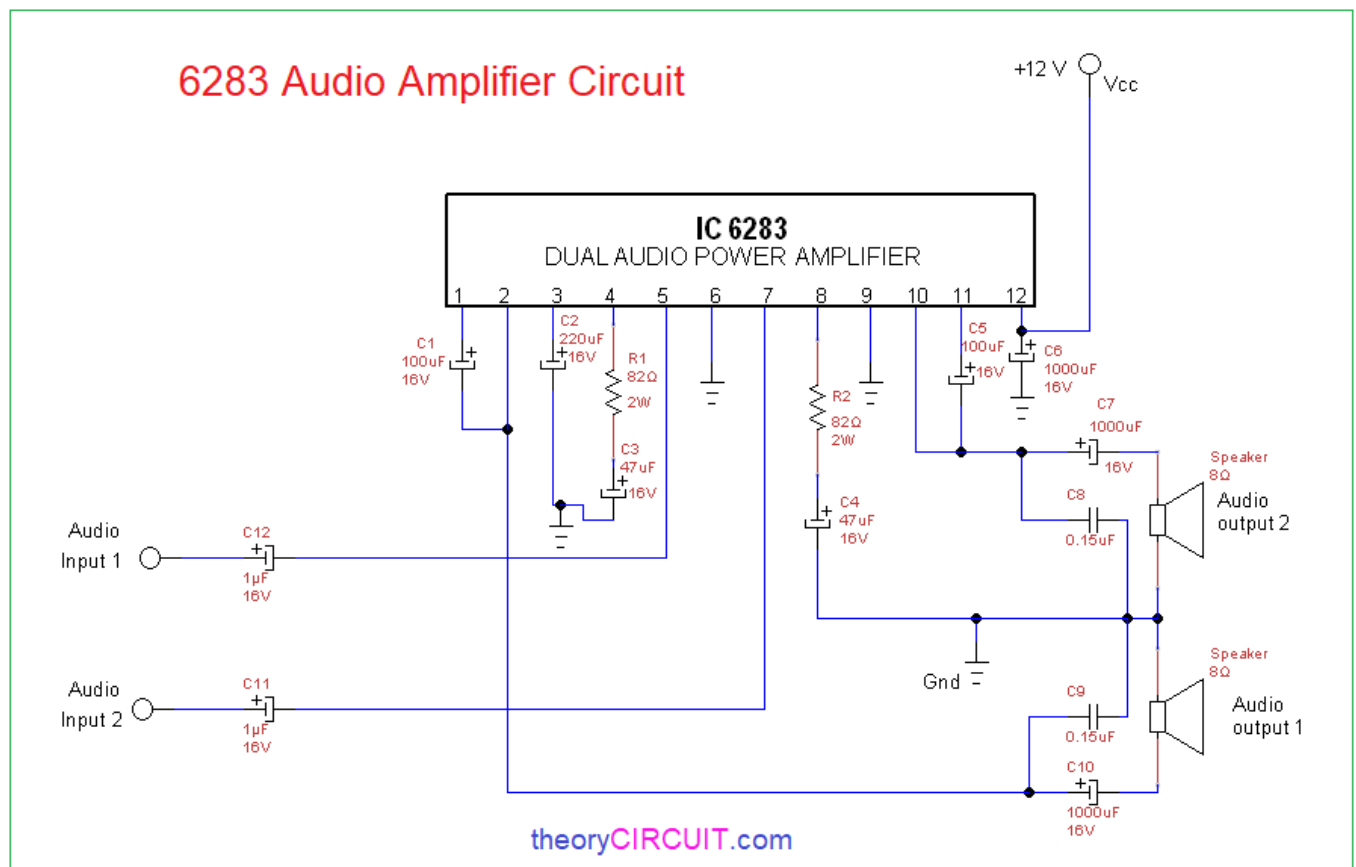 6283 Audio Amplifier Circuit
+12 V
Vcc
IC 6283
DUAL AUDIO POWER AMPLIFIER
1 2 3 4 5 6 7 8 9 10 11 12
C1
100uF
16V
C2
220uF
16V
R1
82Ω
2W
C3
47uF
16V
R2
82Ω
2W
C4
47uF
16V
C5
100uF
16V
C6
1000uF
16V
C7
1000uF
16V
C8
0.15uF
Speaker
8Ω
Audio
output 2
Audio
Input 1
C12
1µF
16V
Audio
Input 2
C11
1µF
16V
Gnd
C9
0.15uF
C10
1000uF
16V
Speaker
8Ω
Audio
output 1
theoryCIRCUIT.com